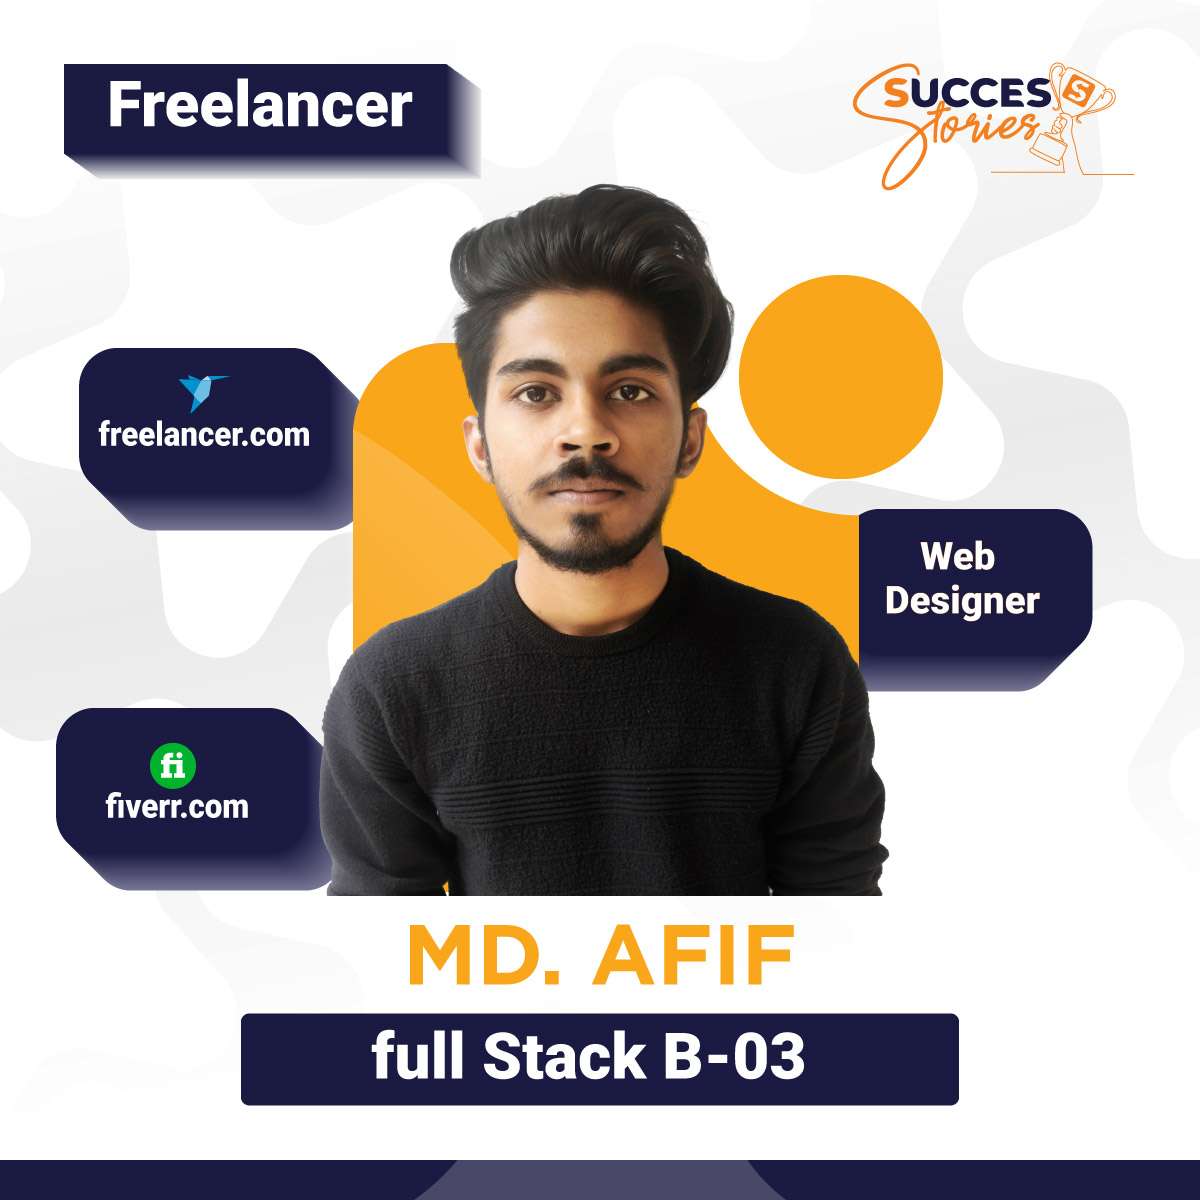 Freelancer
SUCCESS
Stories
freelancer.com
Web
Designer
fi
fiverr.com
MD. AFIF
full Stack B-03